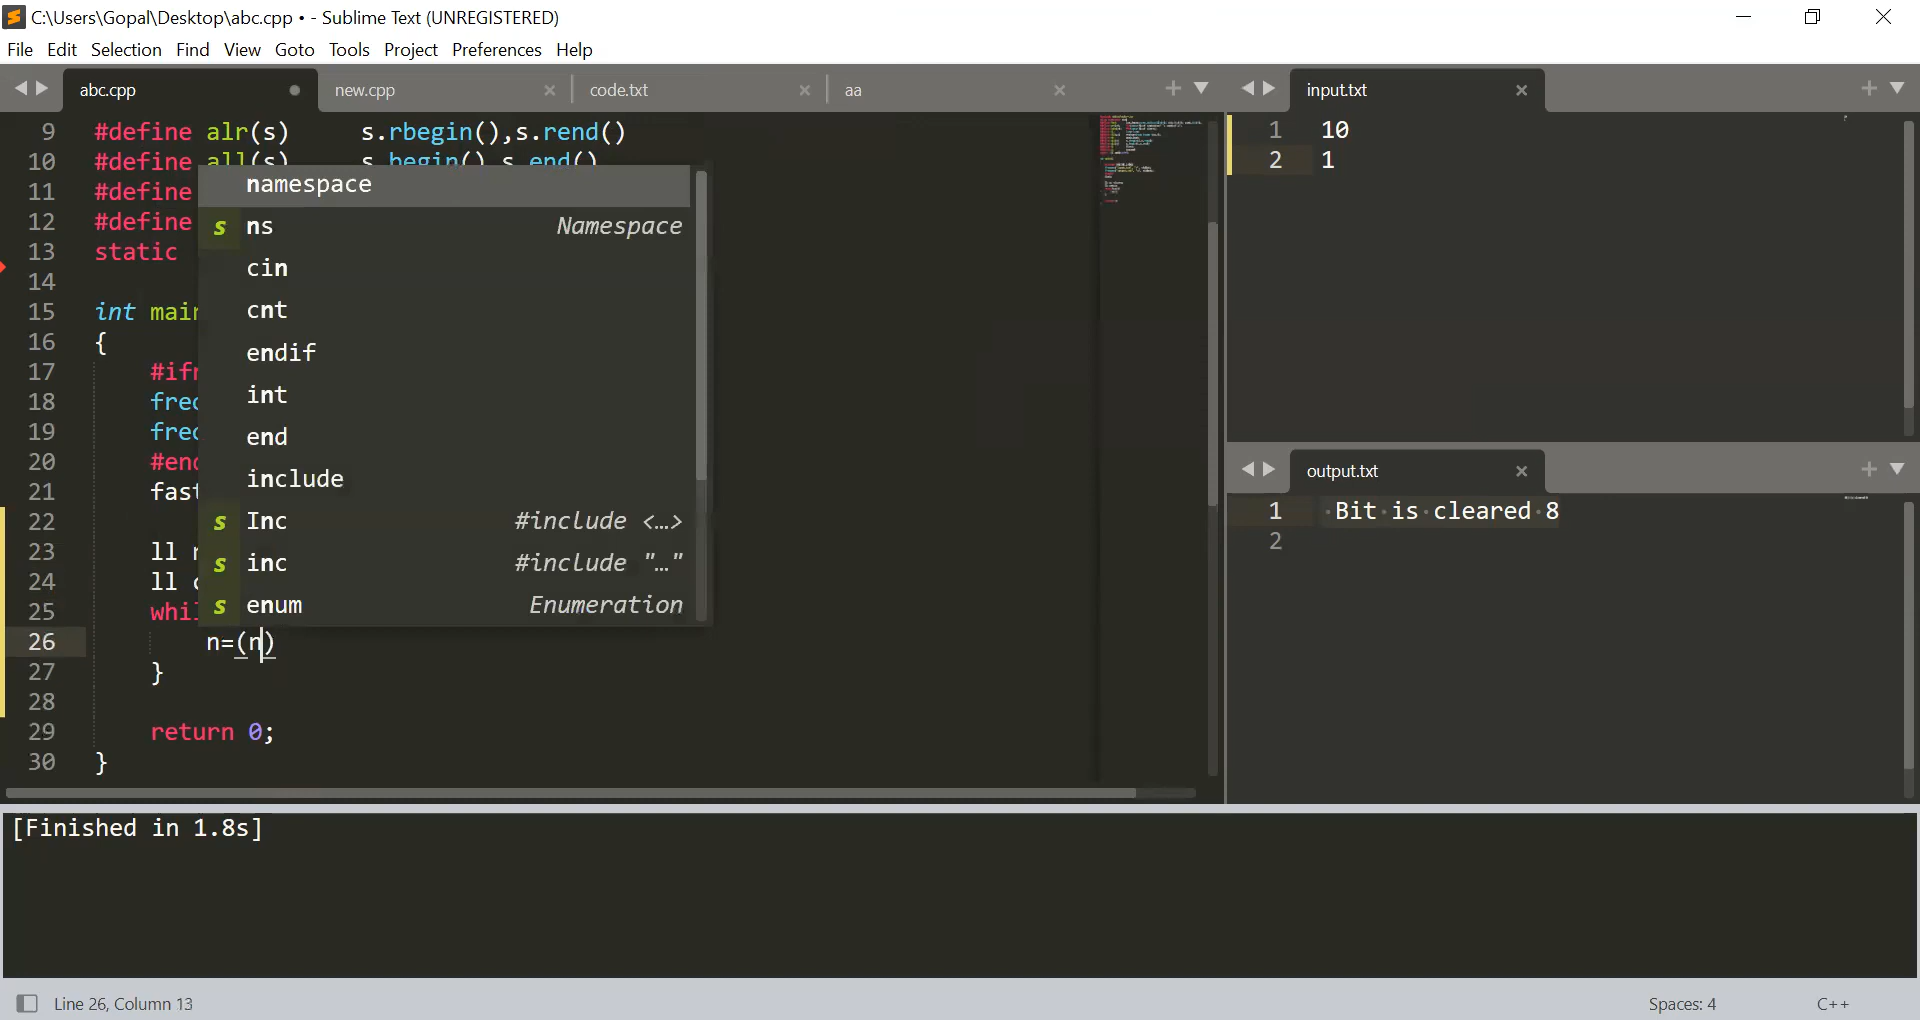 C:\Users\Gopal\Desktop\abc.cpp • - Sublime Text (UNREGISTERED)
File Edit Selection Find View Goto Tools Project Preferences Help
abc.cpp new.cpp code.txt aa
9 #define alr(s) s.rbegin(),s.rend()
10 #define all(s) s.begin(),s.end()
11 #define
12 #define
13 static
14
15 int main
16 {
17 #ifn
18 freo
19 freo
20 #end
21 fast
22
23 ll n
24 ll c
25 whil
26 n=(n)
27 }
28
29 return 0;
30 }
namespace
s ns Namespace
cin
cnt
endif
int
end
include
s Inc #include <…>
s inc #include "…"
s enum Enumeration
input.txt
1 10
2 1
output.txt
1 Bit is cleared 8
2
[Finished in 1.8s]
Line 26, Column 13
Spaces: 4
C++